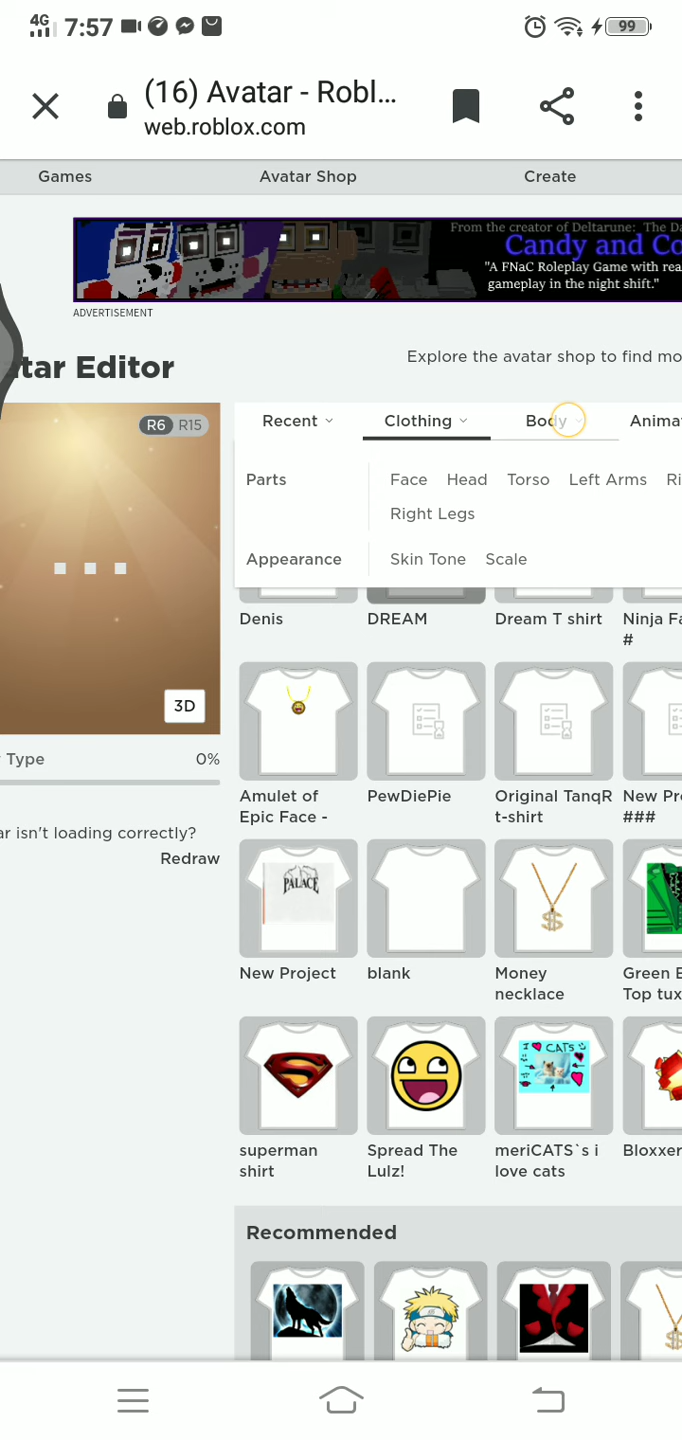 4G 7:57 99
(16) Avatar - Robl...
web.roblox.com
Games Avatar Shop Create
From the creator of Deltarune: The Da
Candy and Co
"A FNaC Roleplay Game with rea
gameplay in the night shift."
ADVERTISEMENT
tar Editor
Explore the avatar shop to find mo
Recent Clothing Body Anima
R6 R15
Parts Face Head Torso Left Arms Ri
Right Legs
Appearance Skin Tone Scale
3D
Type 0%
ar isn't loading correctly?
Redraw
Denis DREAM Dream T shirt Ninja Fa
#
Amulet of PewDiePie Original TanqR New Pro
Epic Face - t-shirt ###
PALACE
New Project blank Money Green E
necklace Top tux
I CATS
superman Spread The meriCATS`s i Bloxxer
shirt Lulz! love cats
Recommended